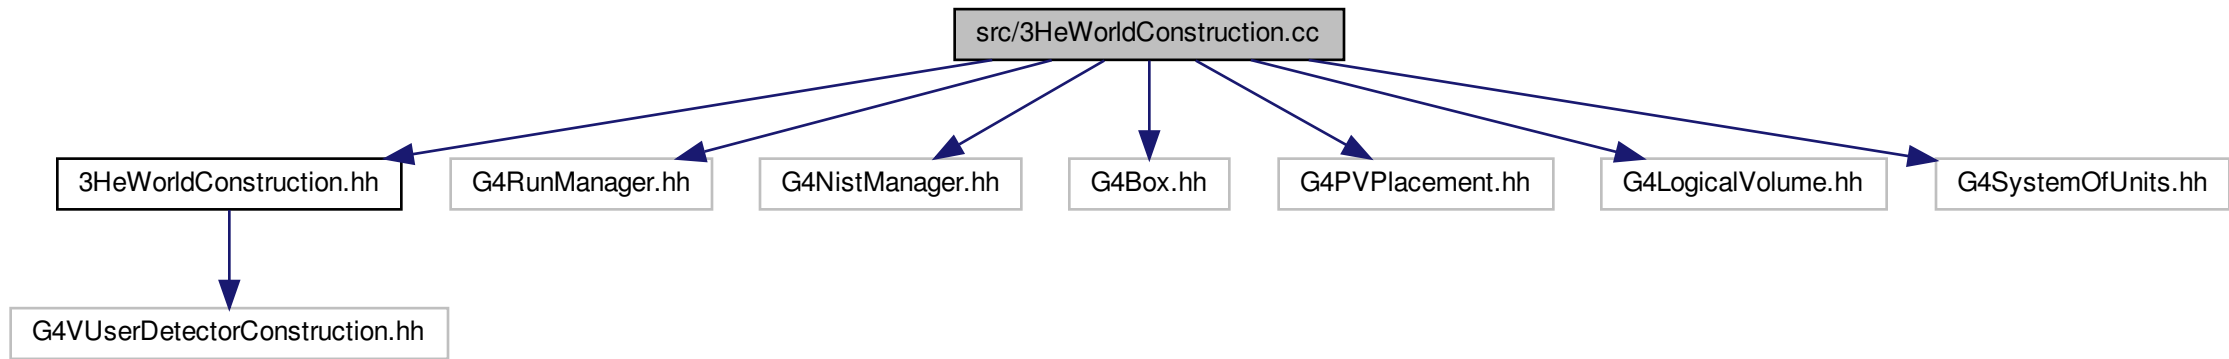 src/3HeWorldConstruction.cc
3HeWorldConstruction.hh
G4RunManager.hh
G4NistManager.hh
G4Box.hh
G4PVPlacement.hh
G4LogicalVolume.hh
G4SystemOfUnits.hh
G4VUserDetectorConstruction.hh